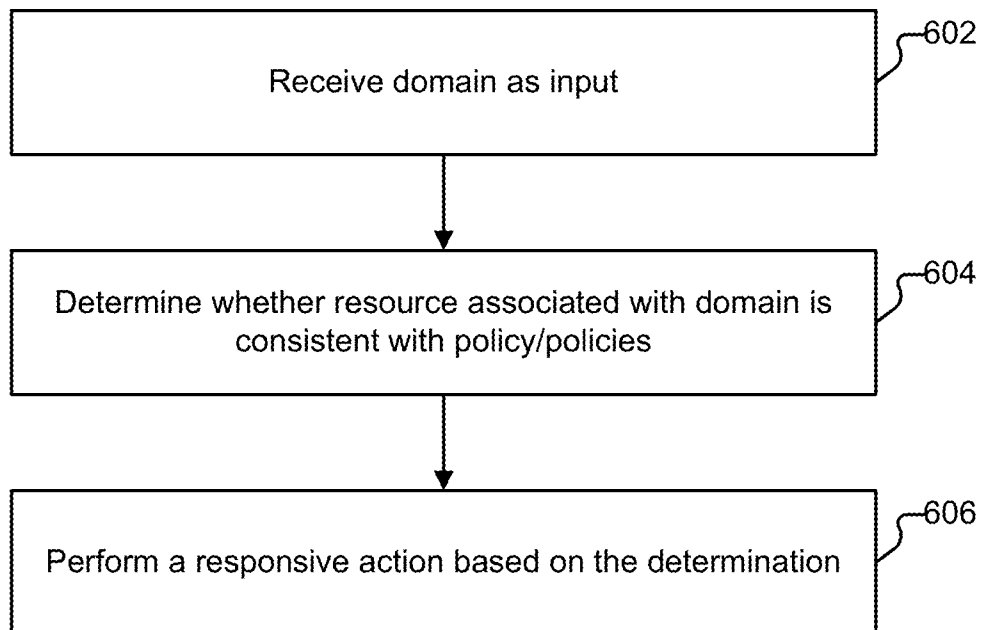 602
Receive domain as input
604
Determine whether resource associated with domain is
consistent with policy/policies
606
Perform a responsive action based on the determination